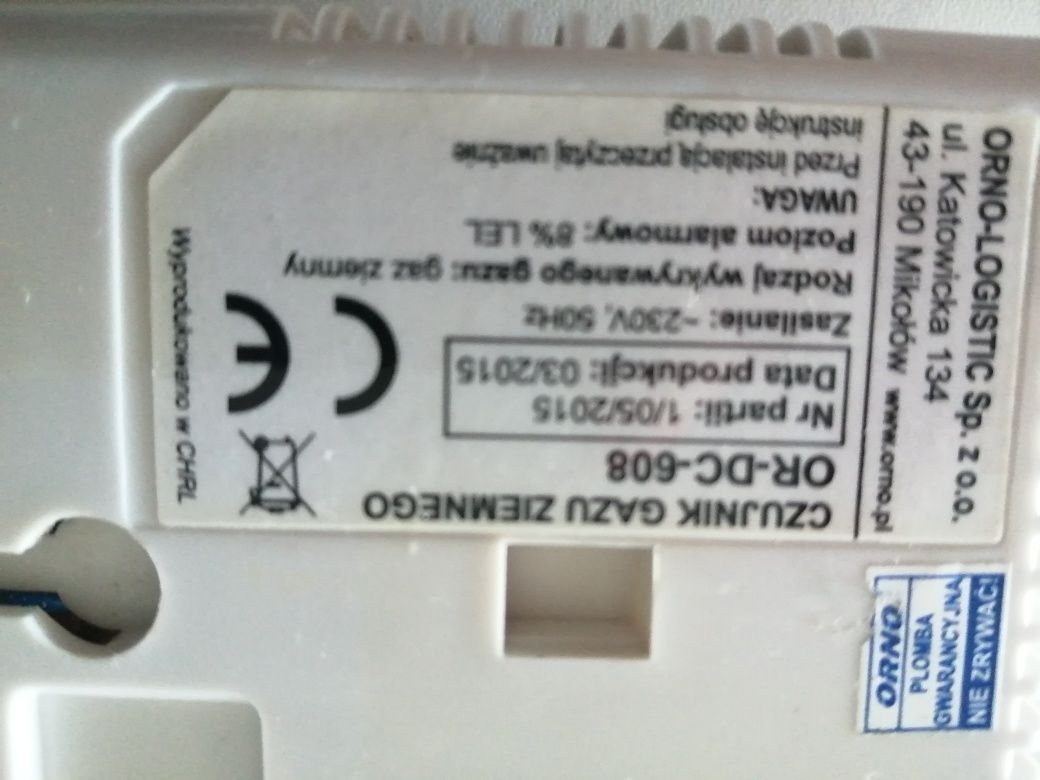 CZUJNIK GAZU ZIEMNEGO
OR-DC-608
Nr partii: 1/05/2015
Data produkcji: 03/2015
Zasilanie: ~230V, 50Hz
Rodzaj wykrywanego gazu: gaz ziemny
Poziom alarmowy: 8% LEL
UWAGA:
Przed instalacją przeczytaj uważnie
instrukcję obsługi
CE
Wyprodukowano w CHRL
ORNO-LOGISTIC Sp. z o.o.
ul. Katowicka 134
43-190 Mikołów www.orno.pl
ORNO
PLOMBA
GWARANCYJNA
NIE ZRYWAĆ!